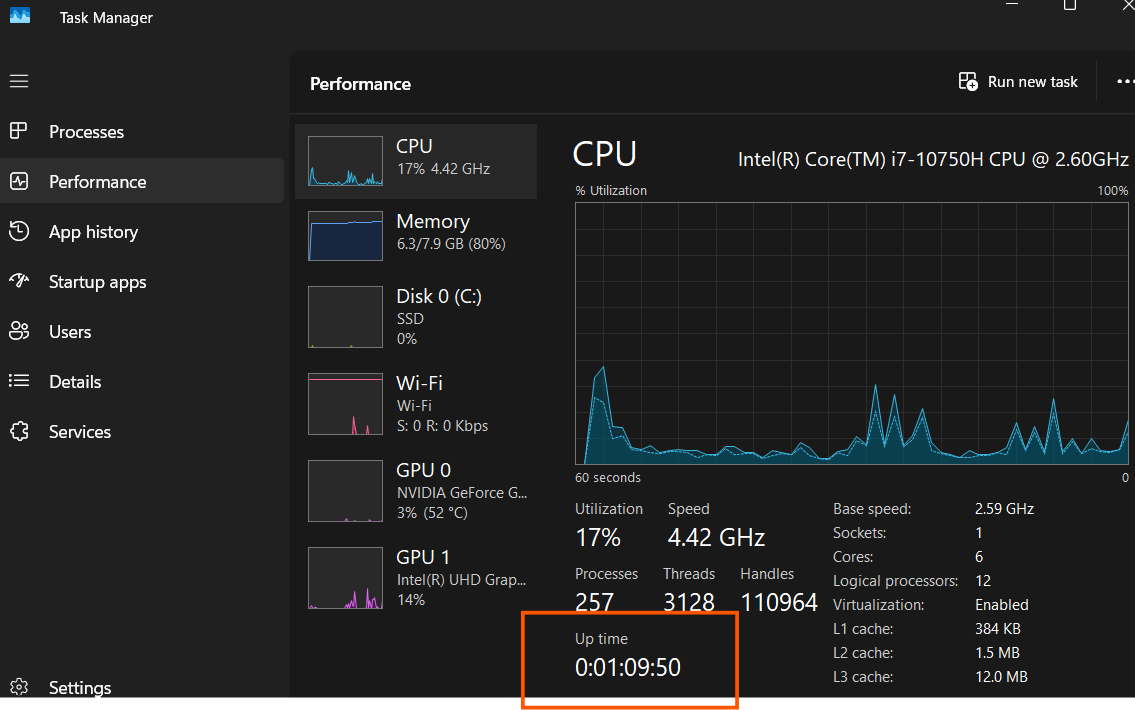 Task Manager
Performance
Run new task
Processes
Performance
App history
Startup apps
Users
Details
Services
Settings
CPU
17% 4.42 GHz
Memory
6.3/7.9 GB (80%)
Disk 0 (C:)
SSD
0%
Wi-Fi
Wi-Fi
S: 0 R: 0 Kbps
GPU 0
NVIDIA GeForce G...
3% (52 °C)
GPU 1
Intel(R) UHD Grap...
14%
CPU
Intel(R) Core(TM) i7-10750H CPU @ 2.60GHz
% Utilization 100%
60 seconds 0
Utilization Speed
17% 4.42 GHz
Processes Threads Handles
257 3128 110964
Up time
0:01:09:50
Base speed: 2.59 GHz
Sockets: 1
Cores: 6
Logical processors: 12
Virtualization: Enabled
L1 cache: 384 KB
L2 cache: 1.5 MB
L3 cache: 12.0 MB